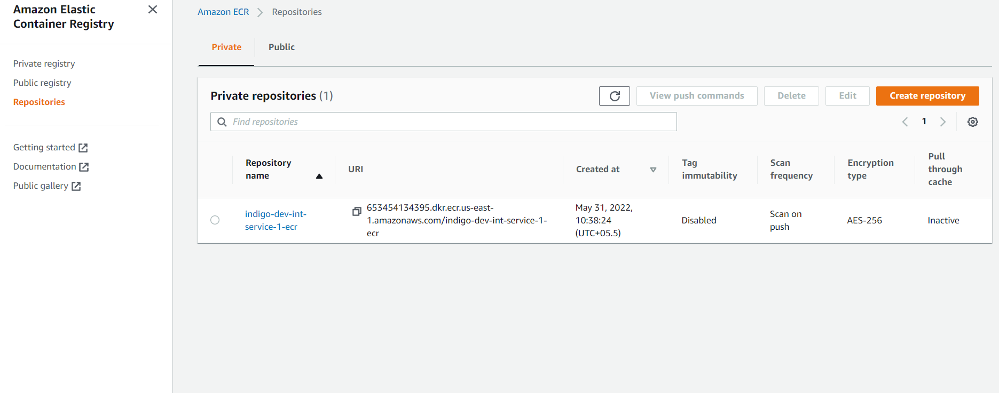 Amazon Elastic
Container Registry
Private registry
Public registry
Repositories
Getting started
Documentation
Public gallery
Amazon ECR
Repositories
Private
Public
Private repositories (1)
View push commands
Delete
Edit
Create repository
Find repositories
1
Repository
name
URI
Created at
Tag
immutability
Scan
frequency
Encryption
type
Pull
through
cache
indigo-dev-int-
service-1-ecr
653454134395.dkr.ecr.us-east-
1.amazonaws.com/indigo-dev-int-service-1-
ecr
May 31, 2022,
10:38:24
(UTC+05.5)
Disabled
Scan on
push
AES-256
Inactive